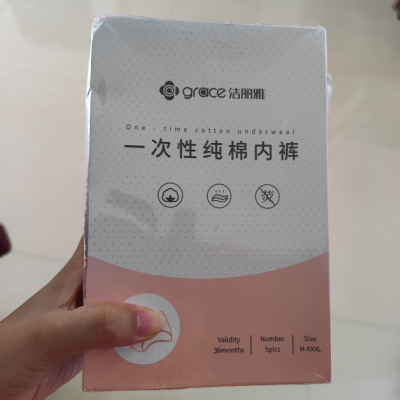 grace 洁丽雅
One - time cotton underwear
一次性纯棉内裤
荧
Validity Number Size
36months 5pics M-XXXL